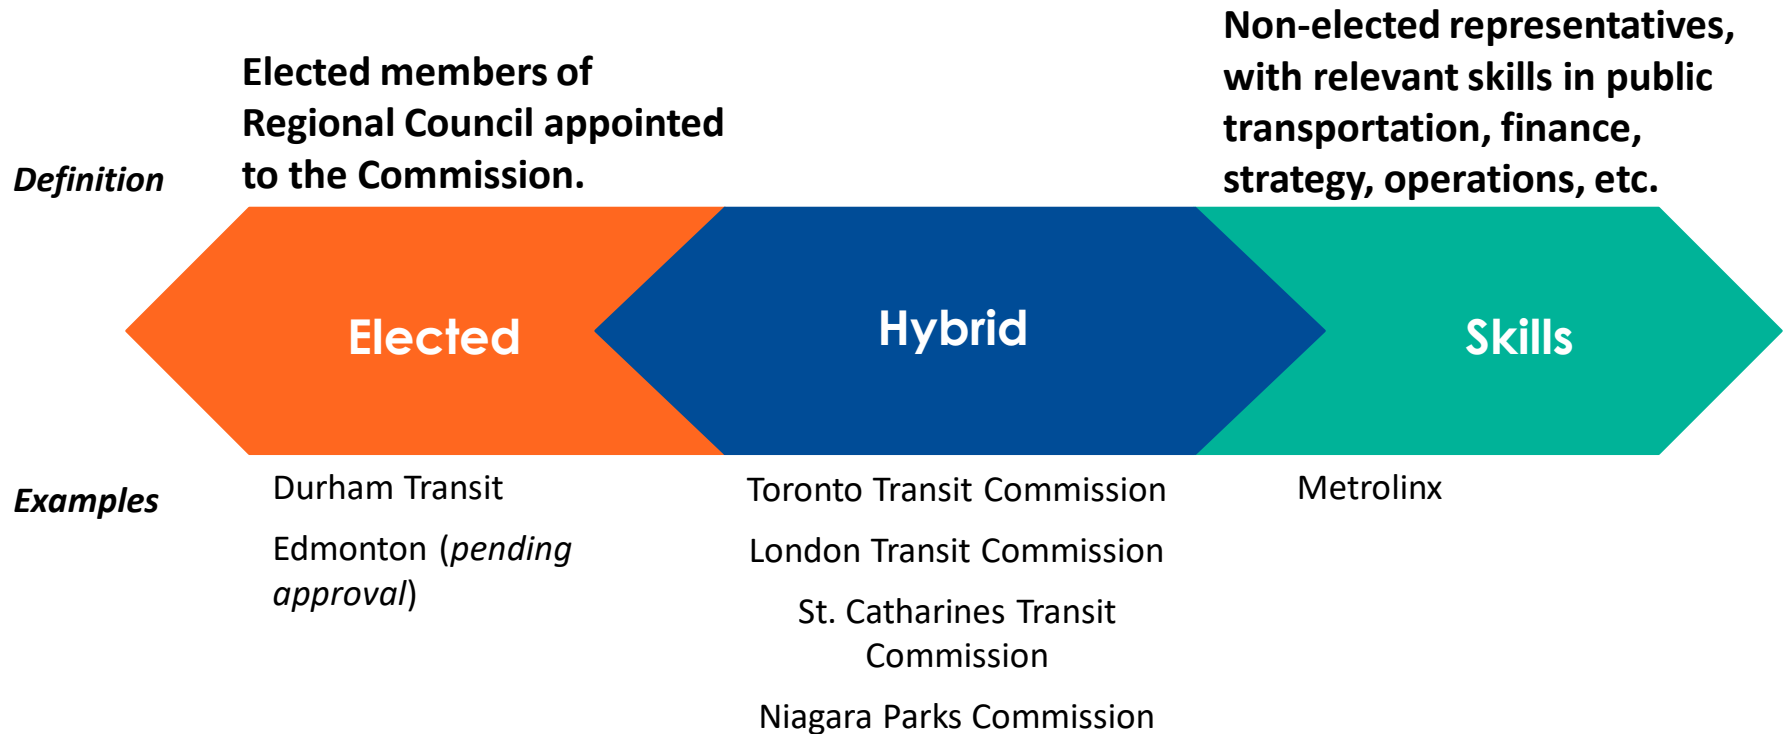 Definition
Elected members of
Regional Council appointed
to the Commission.
Non-elected representatives,
with relevant skills in public
transportation, finance,
strategy, operations, etc.
Elected
Hybrid
Skills
Examples
Durham Transit
Edmonton (pending
approval)
Toronto Transit Commission
London Transit Commission
St. Catharines Transit
Commission
Niagara Parks Commission
Metrolinx